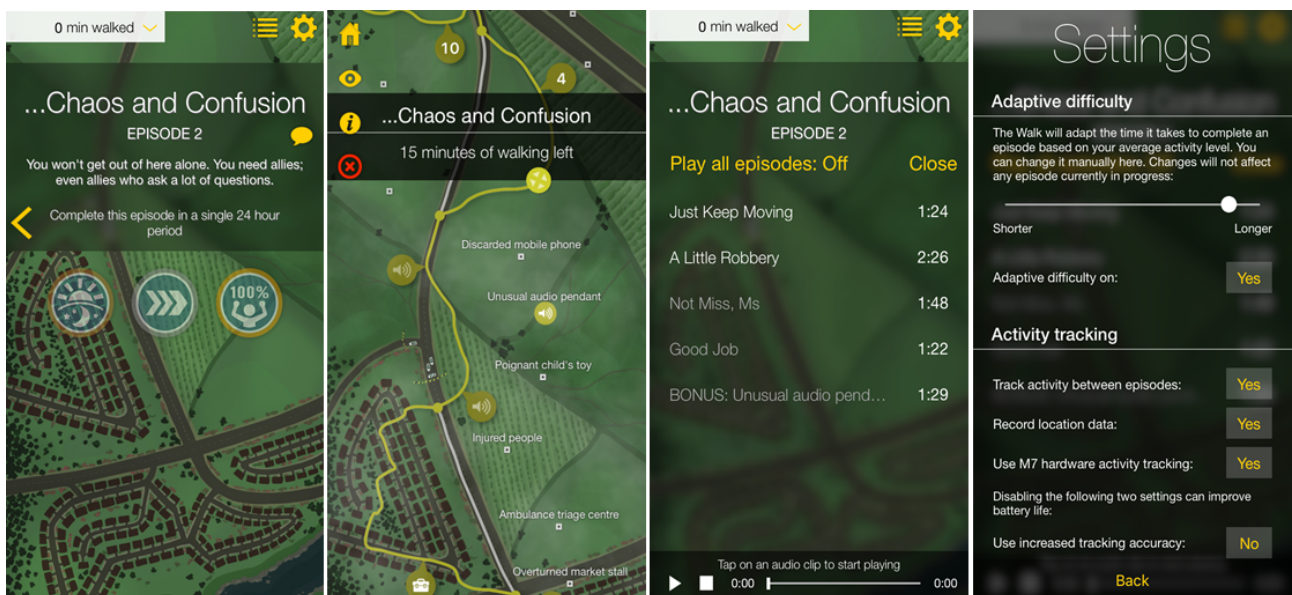 0 min walked
...Chaos and Confusion
EPISODE 2
You won't get out of here alone. You need allies;
even allies who ask a lot of questions.
Complete this episode in a single 24 hour
period
100%
10
4
i
...Chaos and Confusion
15 minutes of walking left
Discarded mobile phone
Unusual audio pendant
Poignant child's toy
Injured people
Ambulance triage centre
Overturned market stall
0 min walked
...Chaos and Confusion
EPISODE 2
Play all episodes: Off Close
Just Keep Moving 1:24
A Little Robbery 2:26
Not Miss, Ms 1:48
Good Job 1:22
BONUS: Unusual audio pend... 1:29
Tap on an audio clip to start playing
0:00 0:00
Settings
Adaptive difficulty
The Walk will adapt the time it takes to complete an
episode based on your average activity level. You
can change it manually here. Changes will not affect
any episode currently in progress:
Shorter Longer
Adaptive difficulty on: Yes
Activity tracking
Track activity between episodes: Yes
Record location data: Yes
Use M7 hardware activity tracking: Yes
Disabling the following two settings can improve
battery life:
Use increased tracking accuracy: No
Back